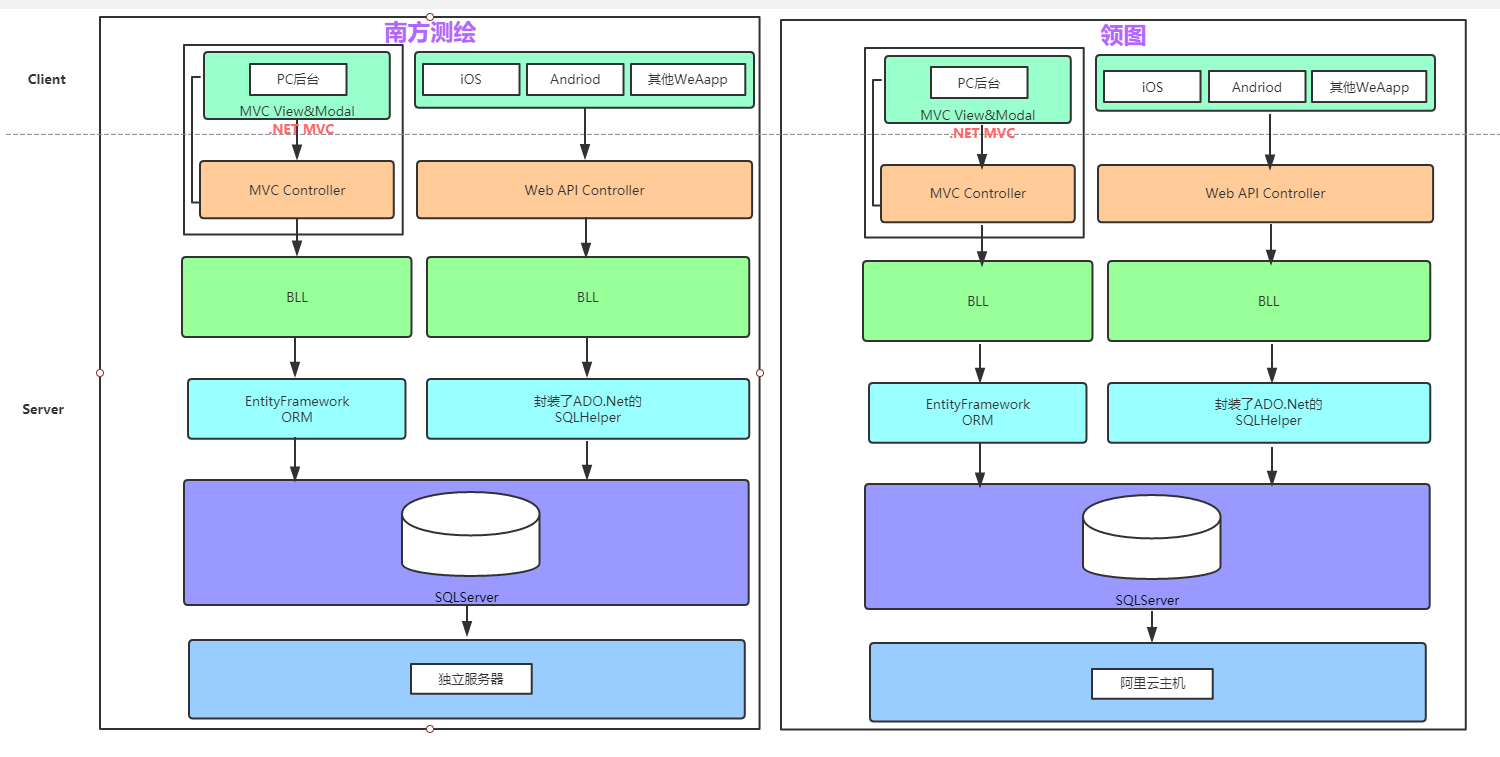 南方测绘
领图
Client
PC后台
iOS
Andriod
其他WeAapp
MVC View&Modal
.NET MVC
PC后台
iOS
Andriod
其他WeAapp
MVC View&Modal
.NET MVC
MVC Controller
Web API Controller
MVC Controller
Web API Controller
BLL
BLL
BLL
BLL
Server
EntityFramework
ORM
封装了ADO.Net的
SQLHelper
EntityFramework
ORM
封装了ADO.Net的
SQLHelper
SQLServer
SQLServer
独立服务器
阿里云主机